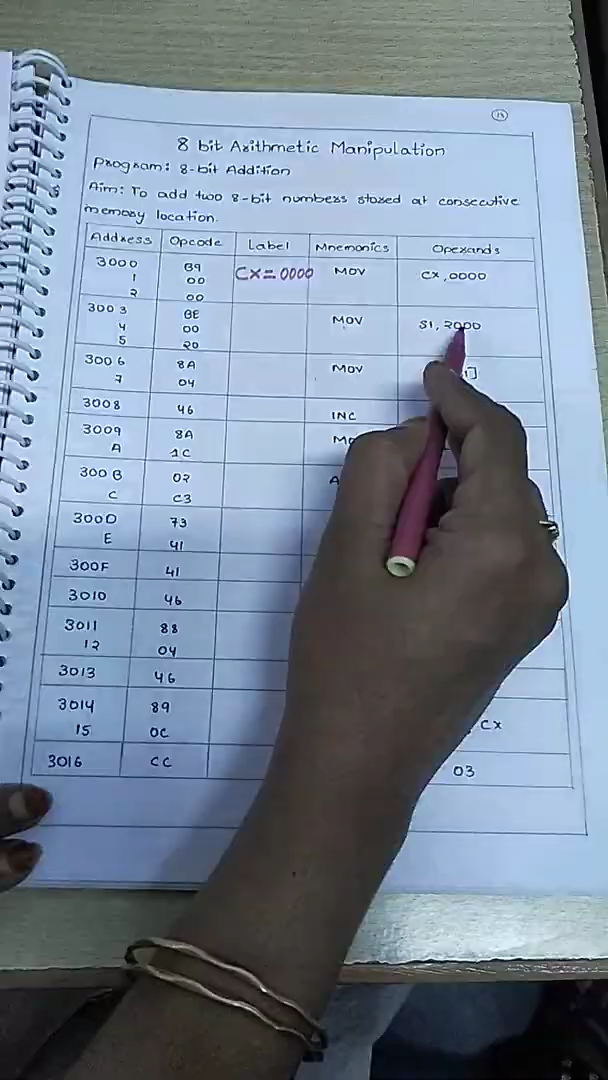 13
8 bit Arithmetic Manipulation
Program: 8-bit Addition
Aim: To add two 8-bit numbers stored at consecutive
memory location.
Address Opcode Label Mnemonics Operands
3000 B9 CX=0000 MOV CX,0000
1 00
2 00
3003 BE MOV SI, 2000
4 00
5 20
3006 8A MOV
7 04
3008 46 INC
3009 8A
A 1C
300B 02
C C3
300D 73
E 41
300F 41
3010 46
3011 88
12 04
3013 46
3014 89 CX
15 0C
3016 CC 03